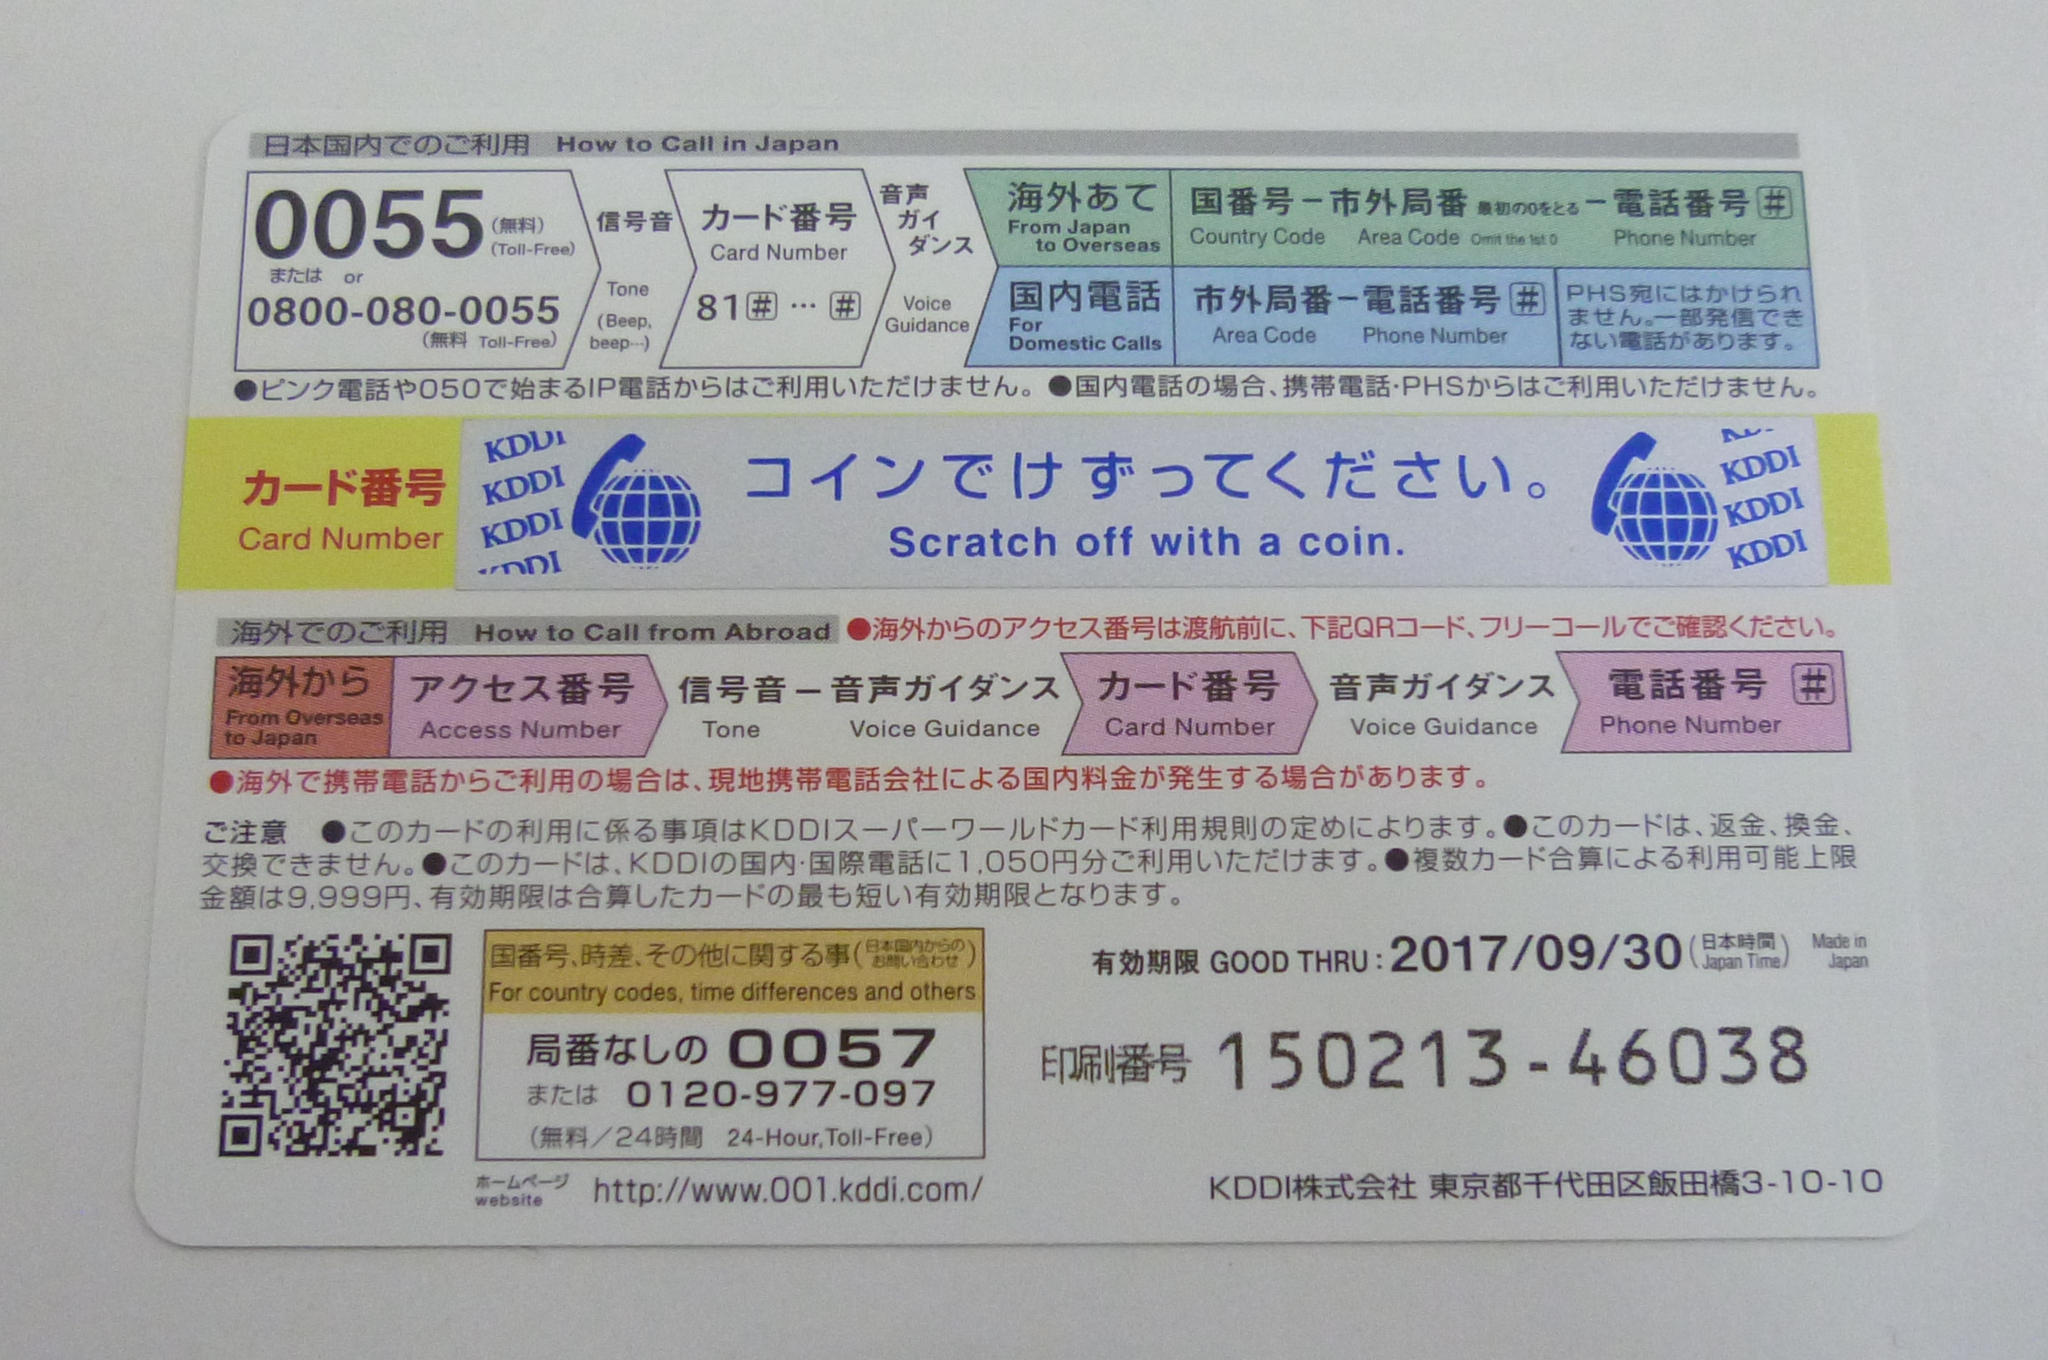 日本国内でのご利用 How to Call in Japan
0055 (無料) (Toll-Free)
または or
0800-080-0055
(無料 Toll-Free)
信号音
Tone
(Beep, beep…)
カード番号
Card Number
81# … #
音声ガイダンス
Voice Guidance
海外あて
From Japan to Overseas
国番号-市外局番 最初の0をとる -電話番号#
Country Code Area Code Omit the 1st 0 Phone Number
国内電話
For Domestic Calls
市外局番-電話番号#
Area Code Phone Number
PHS宛にはかけられ
ません。一部発信でき
ない電話があります。
●ピンク電話や050で始まるIP電話からはご利用いただけません。 ●国内電話の場合、携帯電話・PHSからはご利用いただけません。
カード番号
Card Number
KDDI
KDDI
KDDI
KDDI
コインでけずってください。
Scratch off with a coin.
KDDI
KDDI
KDDI
KDDI
海外でのご利用 How to Call from Abroad ●海外からのアクセス番号は渡航前に、下記QRコード、フリーコールでご確認ください。
海外から
From Overseas
to Japan
アクセス番号
Access Number
信号音-音声ガイダンス
Tone Voice Guidance
カード番号
Card Number
音声ガイダンス
Voice Guidance
電話番号 #
Phone Number
●海外で携帯電話からご利用の場合は、現地携帯電話会社による国内料金が発生する場合があります。
ご注意 ●このカードの利用に係る事項はKDDIスーパーワールドカード利用規則の定めによります。●このカードは、返金、換金、
交換できません。●このカードは、KDDIの国内・国際電話に1,050円分ご利用いただけます。●複数カード合算による利用可能上限
金額は9,999円、有効期限は合算したカードの最も短い有効期限となります。
国番号、時差、その他に関する事(日本国内からのお問い合わせ)
For country codes, time differences and others
局番なしの 0057
または 0120-977-097
(無料/24時間 24-Hour,Toll-Free)
ホームページ
website
http://www.001.kddi.com/
有効期限 GOOD THRU:2017/09/30(日本時間 Japan Time) Made in Japan
印刷番号 150213-46038
KDDI株式会社 東京都千代田区飯田橋3-10-10